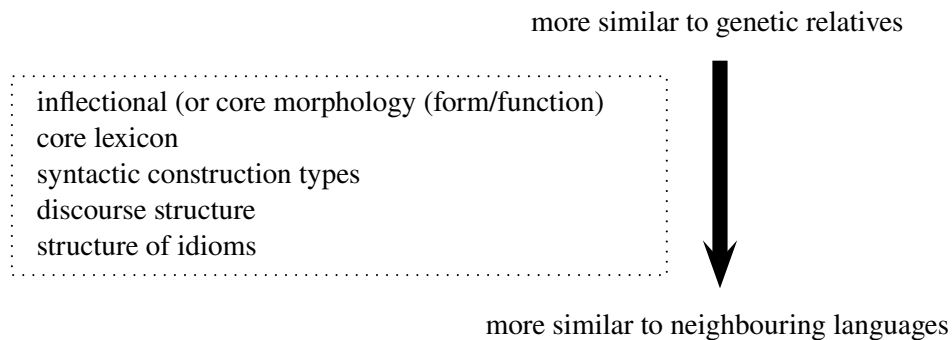 more similar to genetic relatives
inflectional (or core morphology (form/function)
core lexicon
syntactic construction types
discourse structure
structure of idioms
more similar to neighbouring languages